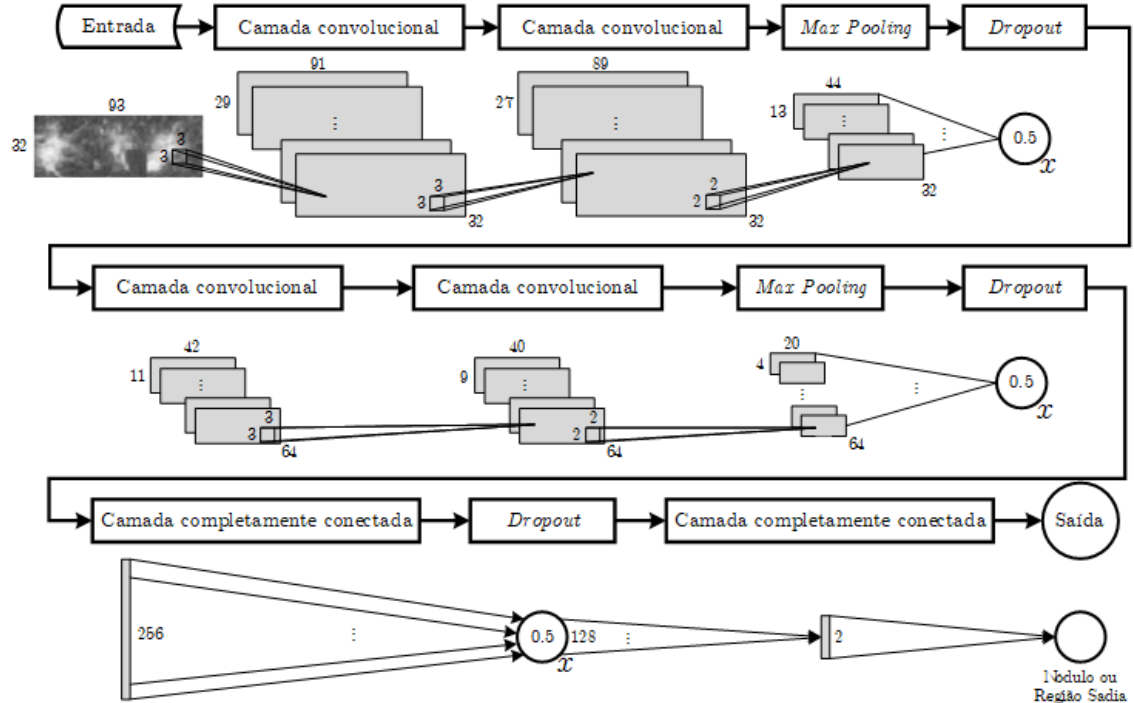 Entrada
Camada convolucional
Camada convolucional
Max Pooling
Dropout
93
32
3
3
91
29
3
3
32
89
27
2
2
32
44
13
⋮
⋮
⋮
⋮
32
0.5
x
Camada convolucional
Camada convolucional
Max Pooling
Dropout
42
11
⋮
3
3
64
40
9
⋮
2
2
64
20
4
⋮
64
⋮
0.5
x
Camada completamente conectada
Dropout
Camada completamente conectada
Saída
256
⋮
0.5
x
128
⋮
2
Nódulo ou
Região Sadia